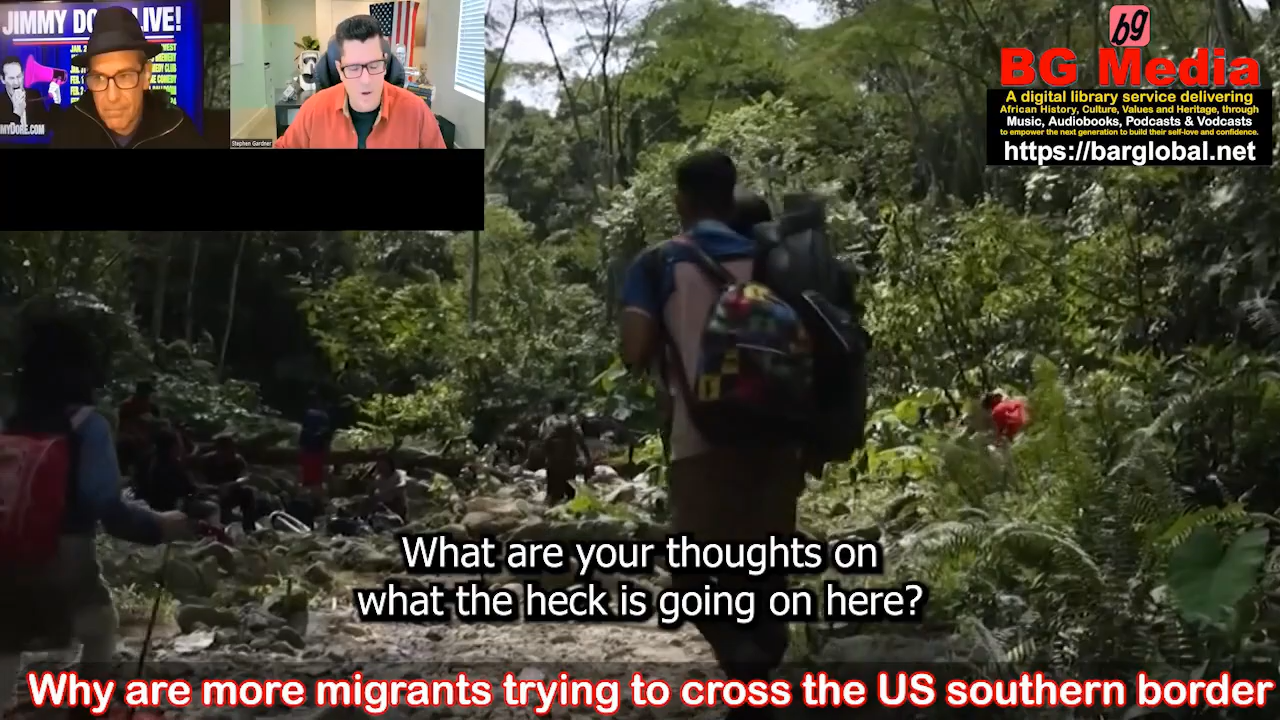 JIMMY DO LIVE!
MYDORE.COM
Stephen Gardner
bg
BG Media
A digital library service delivering
African History, Culture, Values and Heritage, through
Music, Audiobooks, Podcasts & Vodcasts
to empower the next generation to build their self-love and confidence.
https://barglobal.net
What are your thoughts on
what the heck is going on here?
Why are more migrants trying to cross the US southern border